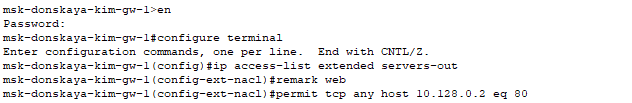 msk-donskaya-kim-gw-1>en
Password:
msk-donskaya-kim-gw-1#configure terminal
Enter configuration commands, one per line.  End with CNTL/Z.
msk-donskaya-kim-gw-1(config)#ip access-list extended servers-out
msk-donskaya-kim-gw-1(config-ext-nacl)#remark web
msk-donskaya-kim-gw-1(config-ext-nacl)#permit tcp any host 10.128.0.2 eq 80